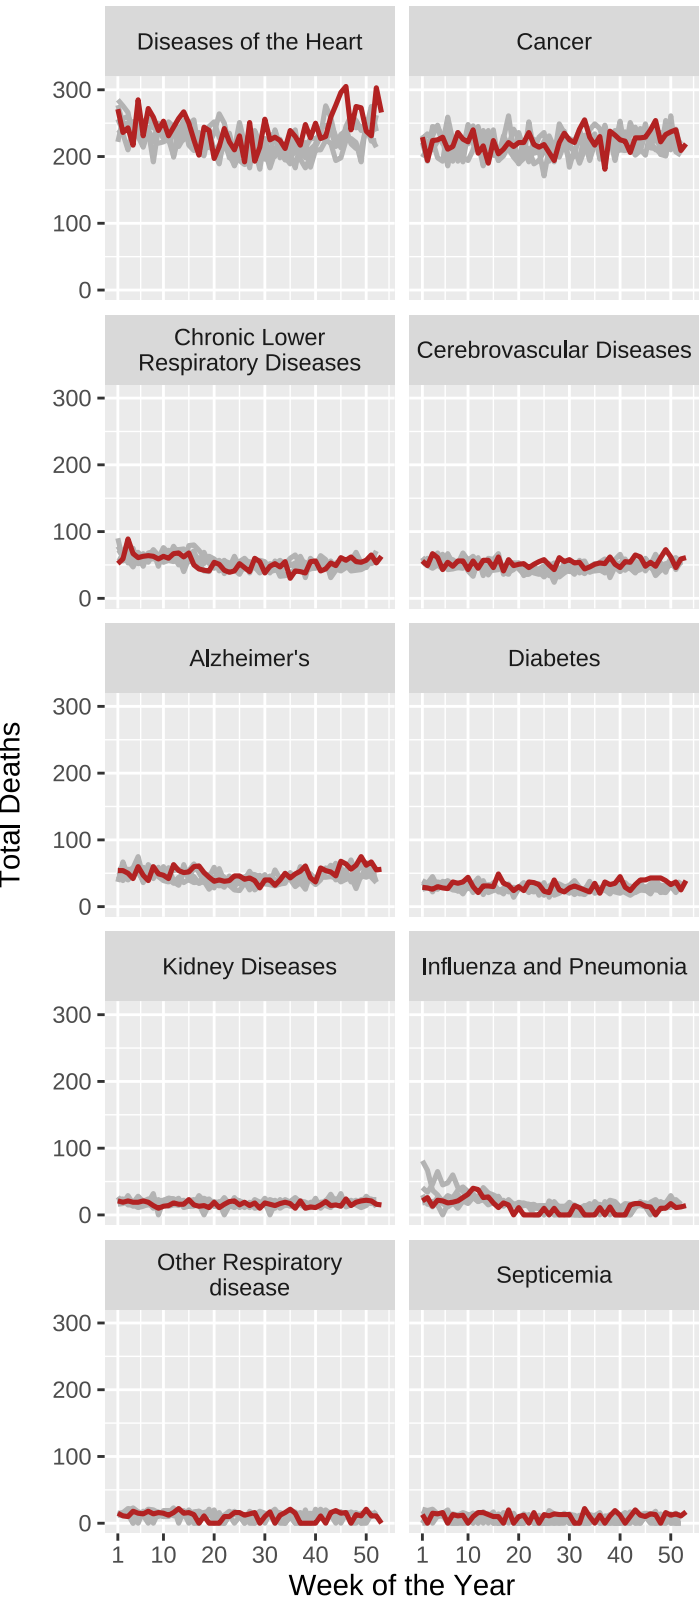 Diseases of the Heart
Cancer
300
200
100
0
Chronic Lower
Respiratory Diseases
Cerebrovascular Diseases
300
200
100
0
Alzheimer's
Diabetes
300
200
100
0
Total Deaths
Kidney Diseases
Influenza and Pneumonia
300
200
100
0
Other Respiratory
disease
Septicemia
300
200
100
0
1 10 20 30 40 50
1 10 20 30 40 50
Week of the Year